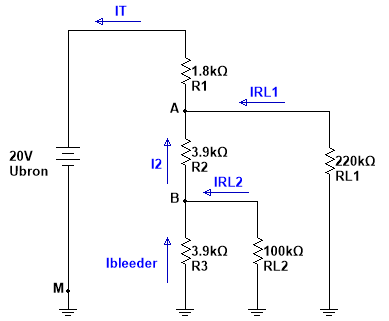 IT
1.8kΩ
R1
A
IRL1
20V
Ubron
I2
3.9kΩ
R2
220kΩ
RL1
B
IRL2
Ibleeder
3.9kΩ
R3
100kΩ
RL2
M